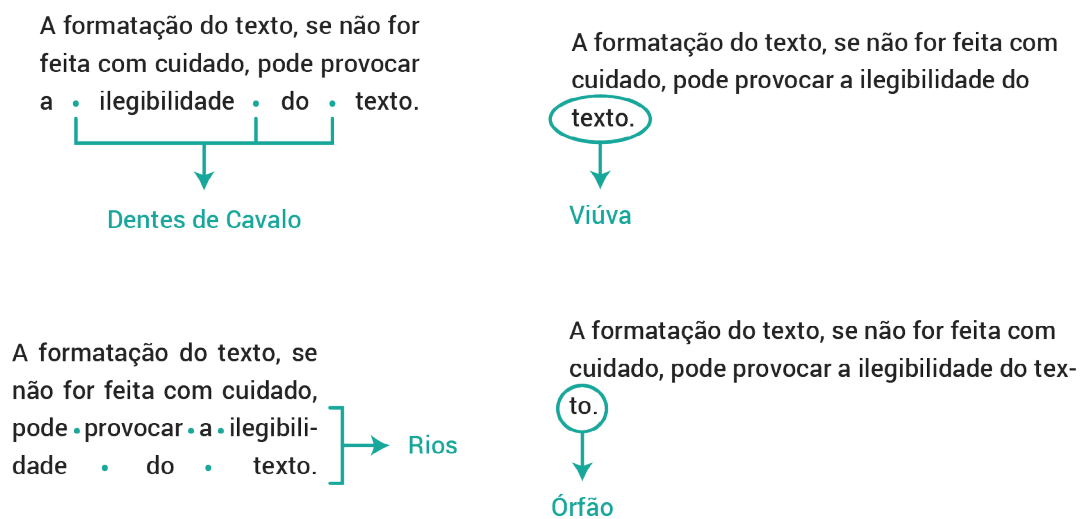 A formatação do texto, se não for
feita com cuidado, pode provocar
a ilegibilidade do texto.
Dentes de Cavalo
A formatação do texto, se não for feita com
cuidado, pode provocar a ilegibilidade do
texto.
Viúva
A formatação do texto, se
não for feita com cuidado,
pode provocar a ilegibili-
dade do texto.
Rios
A formatação do texto, se não for feita com
cuidado, pode provocar a ilegibilidade do tex-
to.
Órfão